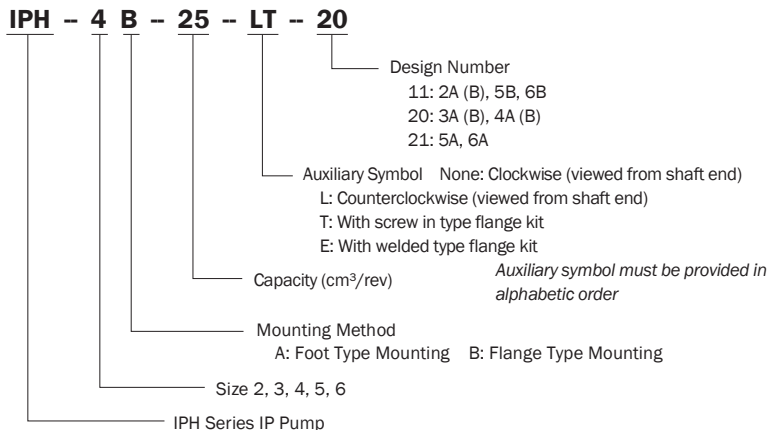 IPH -- 4 B -- 25 -- LT -- 20
Design Number
11: 2A (B), 5B, 6B
20: 3A (B), 4A (B)
21: 5A, 6A
Auxiliary Symbol None: Clockwise (viewed from shaft end)
L: Counterclockwise (viewed from shaft end)
T: With screw in type flange kit
E: With welded type flange kit
Capacity (cm³/rev)
Auxiliary symbol must be provided in
alphabetic order
Mounting Method
A: Foot Type Mounting B: Flange Type Mounting
Size 2, 3, 4, 5, 6
IPH Series IP Pump